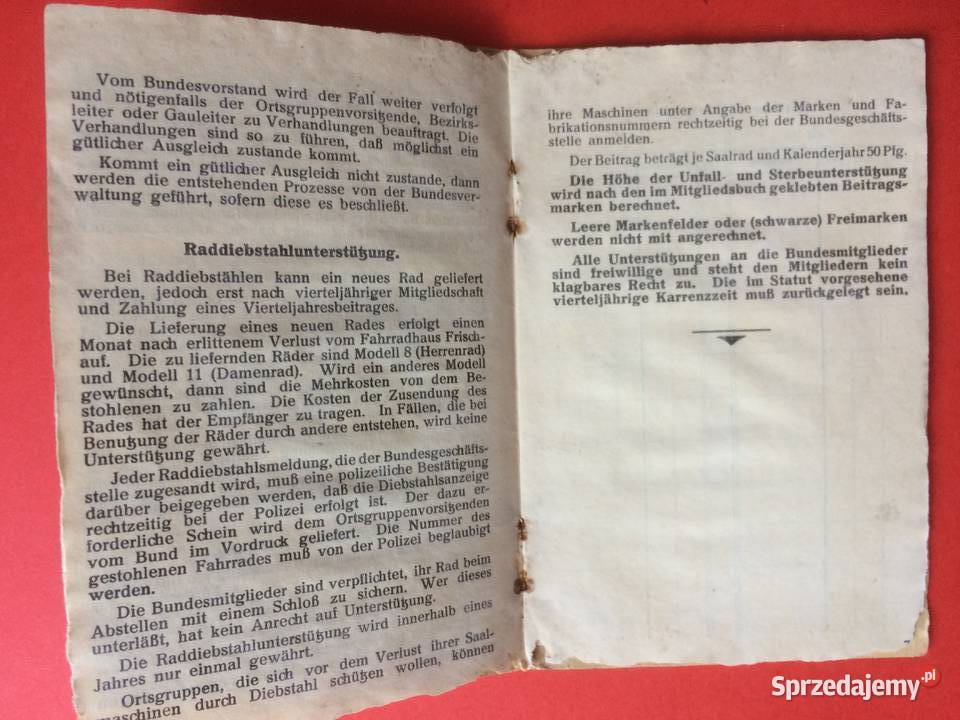 Vom Bundesvorstand wird der Fall weiter verfolgt
und nötigenfalls der Ortsgruppenvorsitzende, Bezirks-
leiter oder Gauleiter zu Verhandlungen beauftragt. Die
Verhandlungen sind so zu führen, daß möglichst ein
gütlicher Ausgleich zustande kommt.
Kommt ein gütlicher Ausgleich nicht zustande, dann
werden die entstehenden Prozesse von der Bundesver-
waltung geführt, sofern diese es beschließt.
Raddiebstahlunterstützung.
Bei Raddiebstählen kann ein neues Rad geliefert
werden, jedoch erst nach vierteljähriger Mitgliedschaft
und Zahlung eines Vierteljahresbeitrages.
Die Lieferung eines neuen Rades erfolgt einen
Monat nach erlittenem Verlust vom Fahrradhaus Frisch-
auf. Die zu liefernden Räder sind Modell 8 (Herrenrad)
und Modell 11 (Damenrad). Wird ein anderes Modell
gewünscht, dann sind die Mehrkosten von dem Be-
stohlenen zu zahlen. Die Kosten der Zusendung des
Rades hat der Empfänger zu tragen. In Fällen, die bei
Benutzung der Räder durch andere entstehen, wird keine
Unterstützung gewährt.
Jeder Raddiebstahlsmeldung, die der Bundesgeschäfts-
stelle zugesandt wird, muß eine polizeiliche Bestätigung
darüber beigegeben werden, daß die Diebstahlsanzeige
rechtzeitig bei der Polizei erfolgt ist. Der dazu er-
forderliche Schein wird dem Ortsgruppenvorsitzenden
vom Bund im Vordruck geliefert. Die Nummer des
gestohlenen Fahrrades muß von der Polizei beglaubigt
werden.
Die Bundesmitglieder sind verpflichtet, ihr Rad beim
Abstellen mit einem Schloß zu sichern. Wer dieses
unterläßt, hat kein Anrecht auf Unterstützung.
Die Raddiebstahlunterstützung wird innerhalb eines
Jahres nur einmal gewährt.
Ortsgruppen, die sich vor dem Verlust ihrer Saal-
maschinen durch Diebstahl schützen wollen, können
ihre Maschinen unter Angabe der Marken und Fa-
brikationsnummern rechtzeitig bei der Bundesgeschäfts-
stelle anmelden.
Der Beitrag beträgt je Saalrad und Kalenderjahr 50 Pfg.
Die Höhe der Unfall- und Sterbeunterstützung
wird nach den im Mitgliedsbuch geklebten Beitrags-
marken berechnet.
Leere Markenfelder oder (schwarze) Freimarken
werden nicht mit angerechnet.
Alle Unterstützungen an die Bundesmitglieder
sind freiwillige und steht den Mitgliedern kein
klagbares Recht zu. Die im Statut vorgesehene
vierteljährige Karrenzzeit muß zurückgelegt sein.
Sprzedajemy.pl